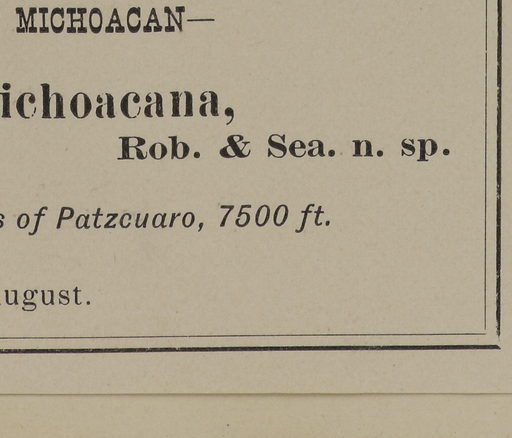 MICHOACAN—
ichoacana,
Rob. & Sea. n. sp.
s of Patzcuaro, 7500 ft.
ugust.